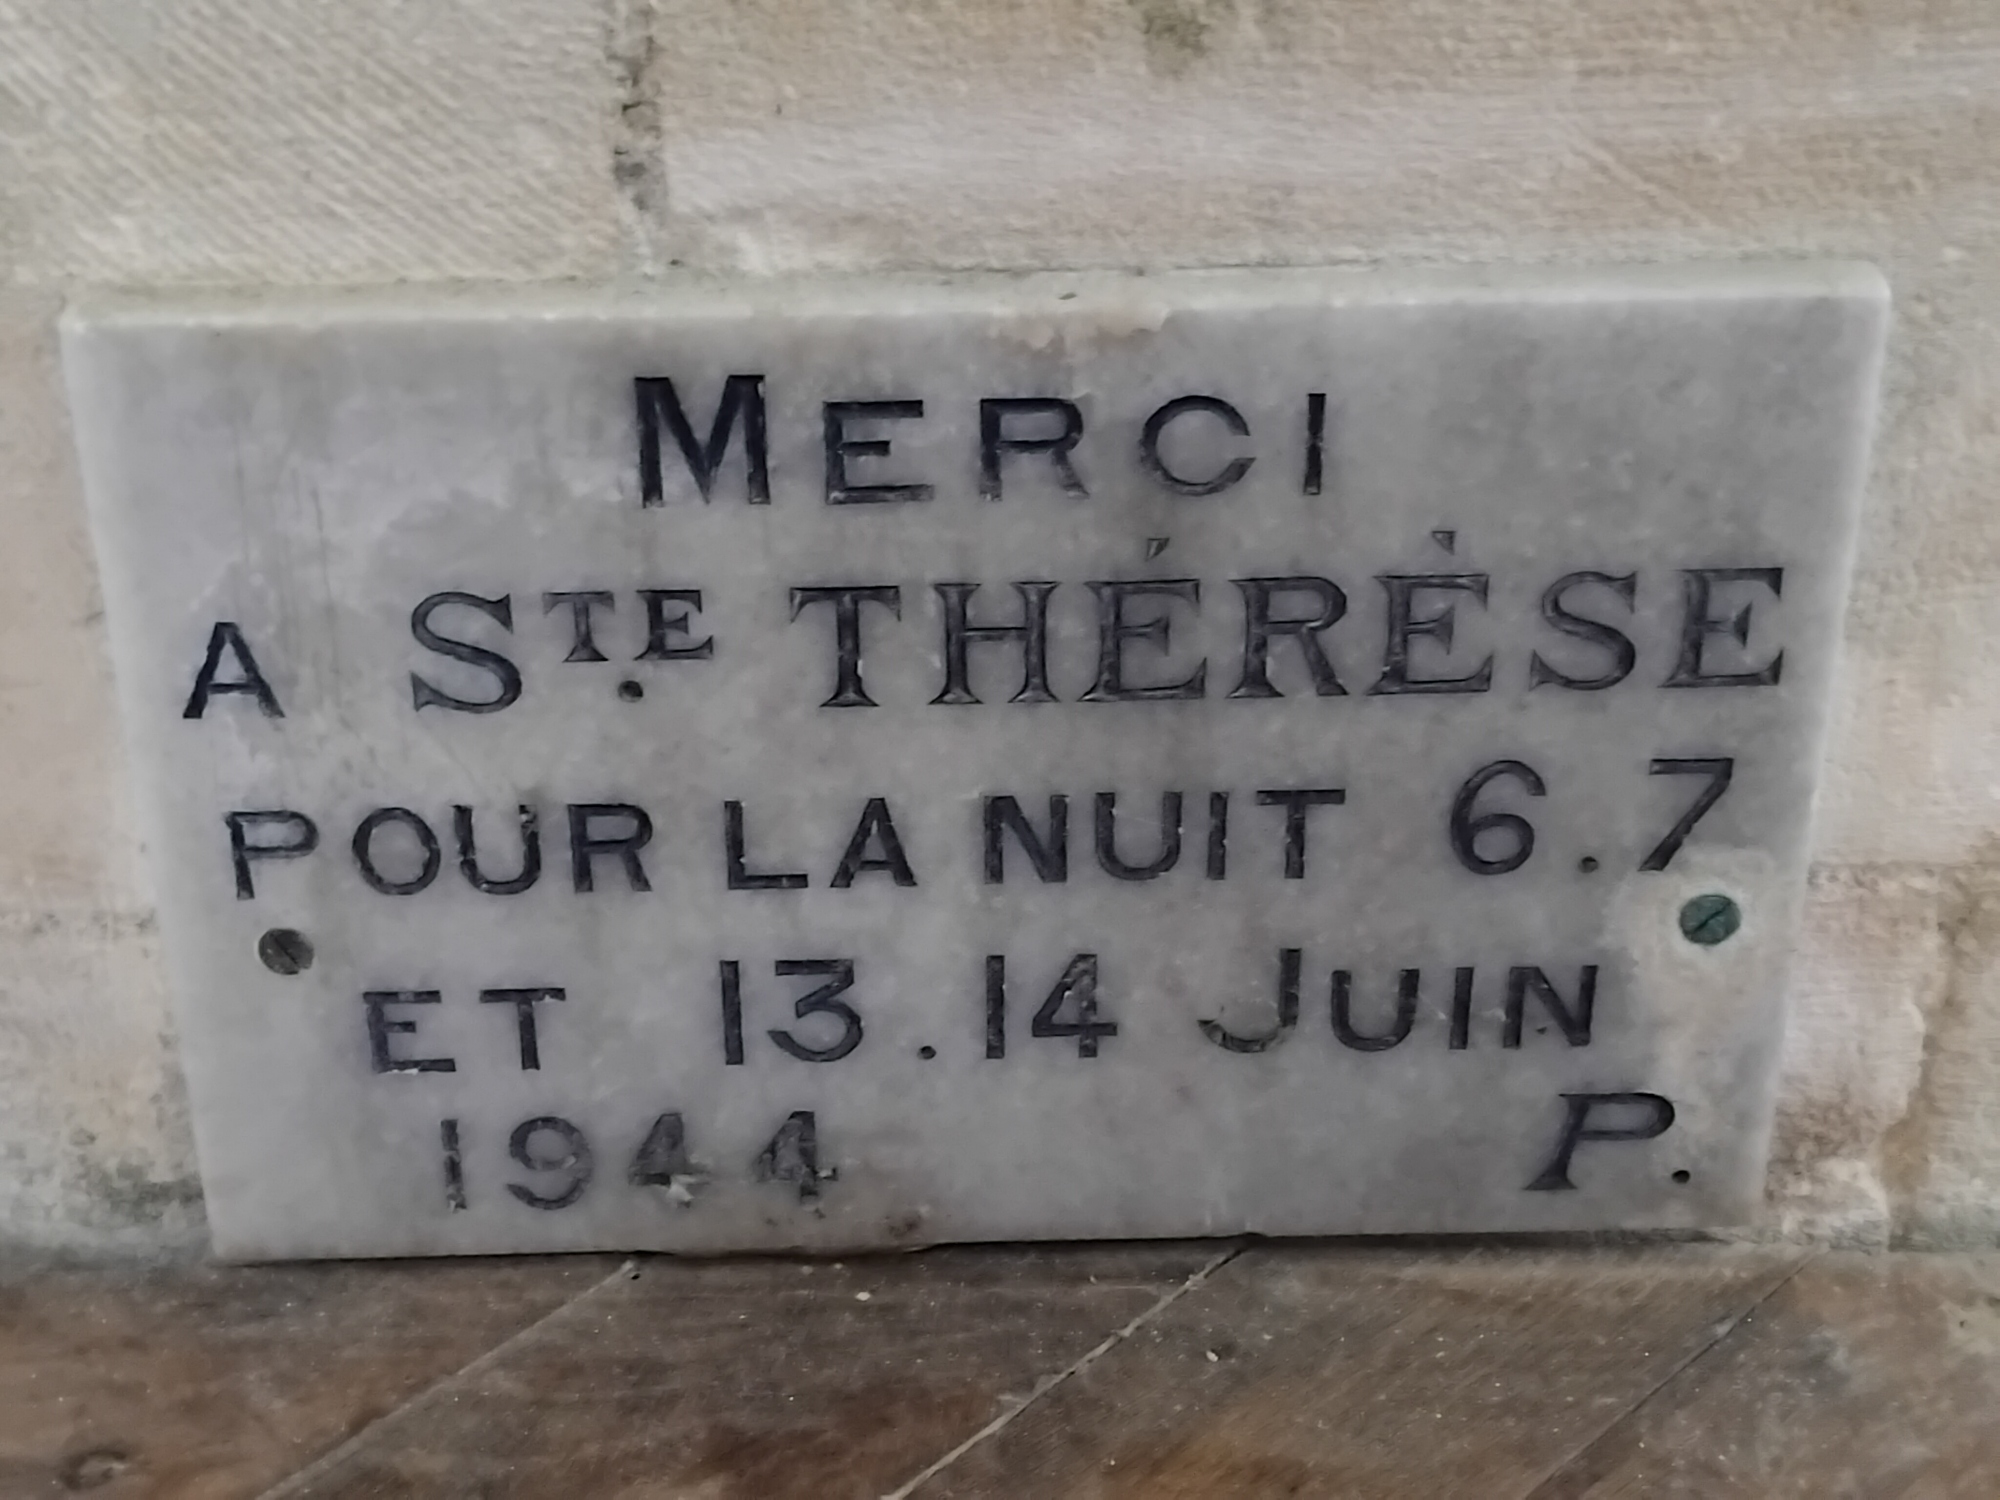 MERCI
A STE. THÉRÈSE
POUR LA NUIT 6.7
ET 13.14 JUIN
1944 P.